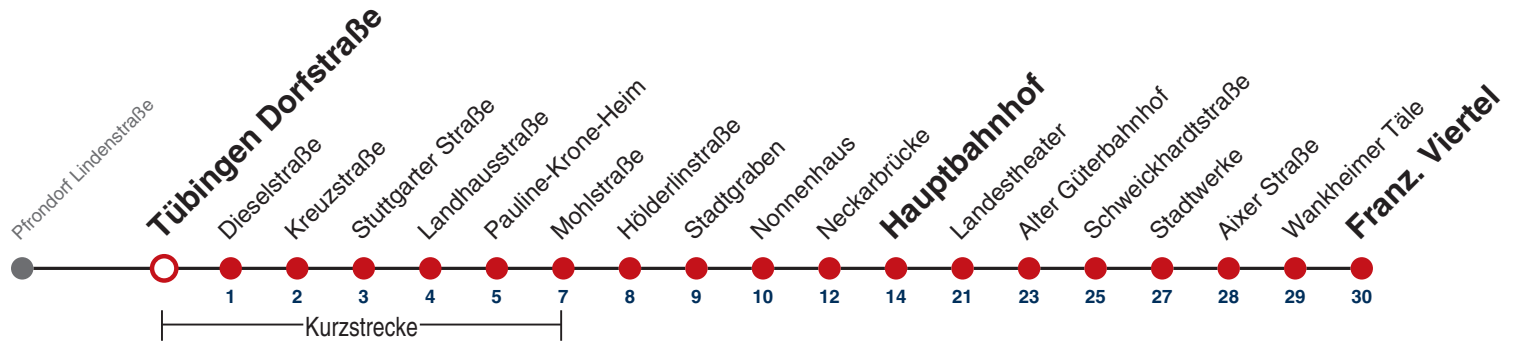 Pfrondorf Lindenstraße
Tübingen Dorfstraße
Dieselstraße
Kreuzstraße
Stuttgarter Straße
Landhausstraße
Pauline-Krone-Heim
Mohlstraße
Hölderlinstraße
Stadtgraben
Nonnenhaus
Neckarbrücke
Hauptbahnhof
Landestheater
Alter Güterbahnhof
Schweickhardtstraße
Stadtwerke
Aixer Straße
Wankheimer Täle
Franz. Viertel
1 2 3 4 5 7 8 9 10 12 14 21 23 25 27 28 29 30
Kurzstrecke